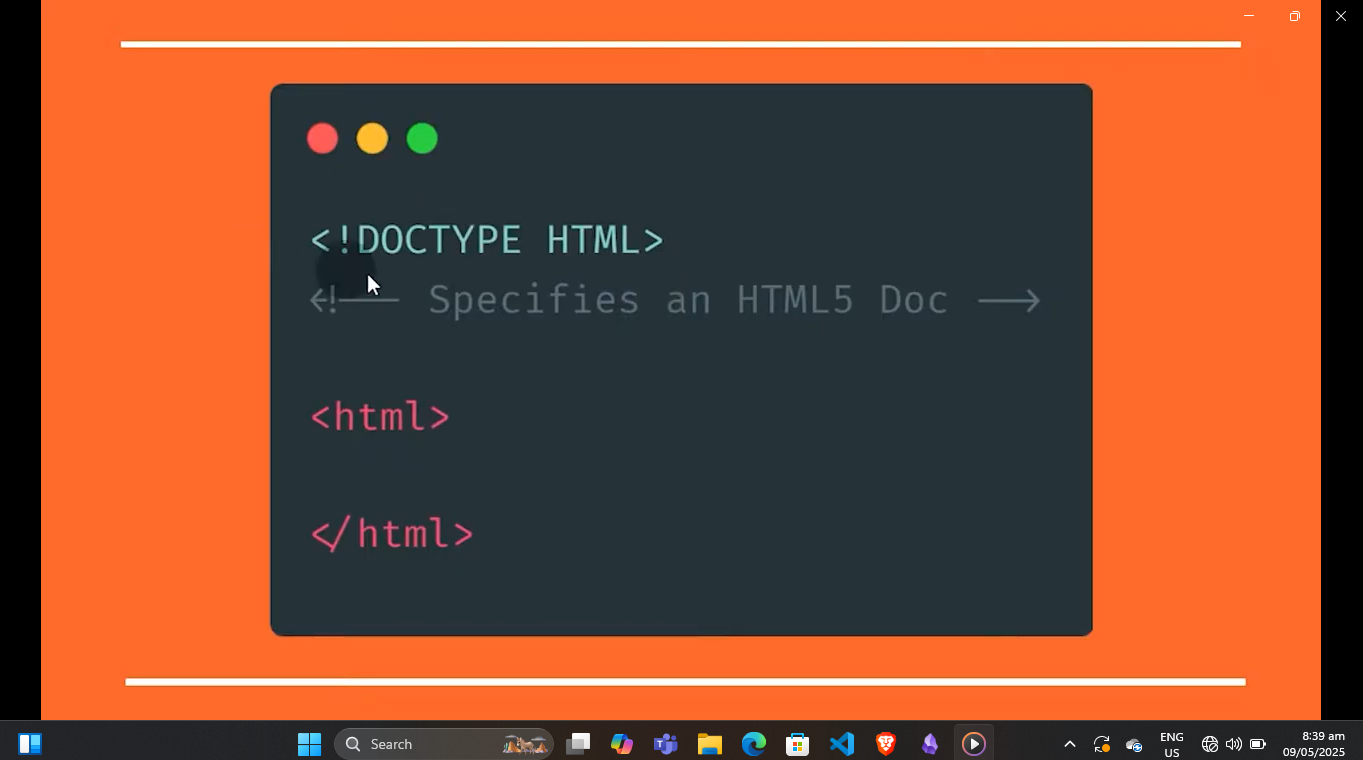 <!DOCTYPE HTML>
<!-- Specifies an HTML5 Doc -->
<html>
</html>
Search
ENG
US
8:39 am
09/05/2025